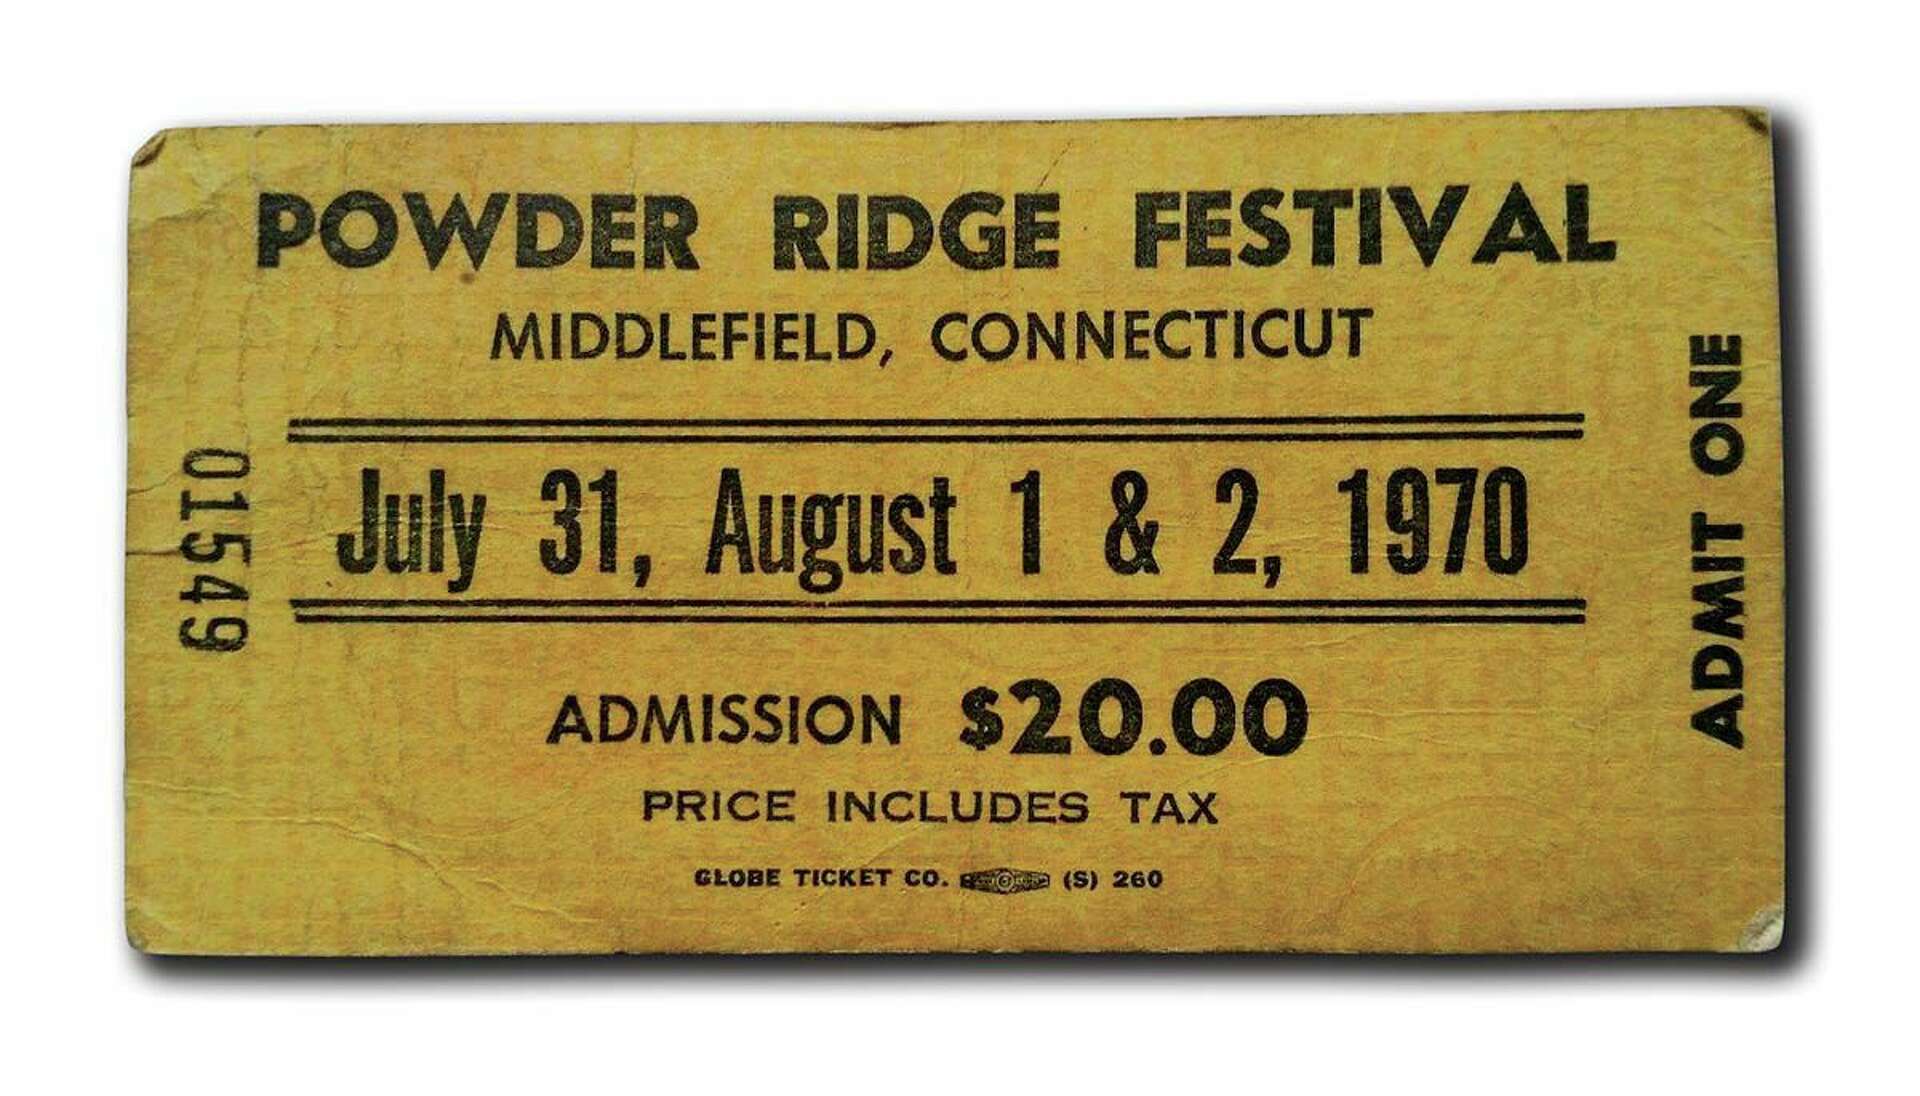 POWDER RIDGE FESTIVAL
MIDDLEFIELD, CONNECTICUT
01549
July 31, August 1 & 2, 1970
ADMIT ONE
ADMISSION $20.00
PRICE INCLUDES TAX
GLOBE TICKET CO. (S) 260